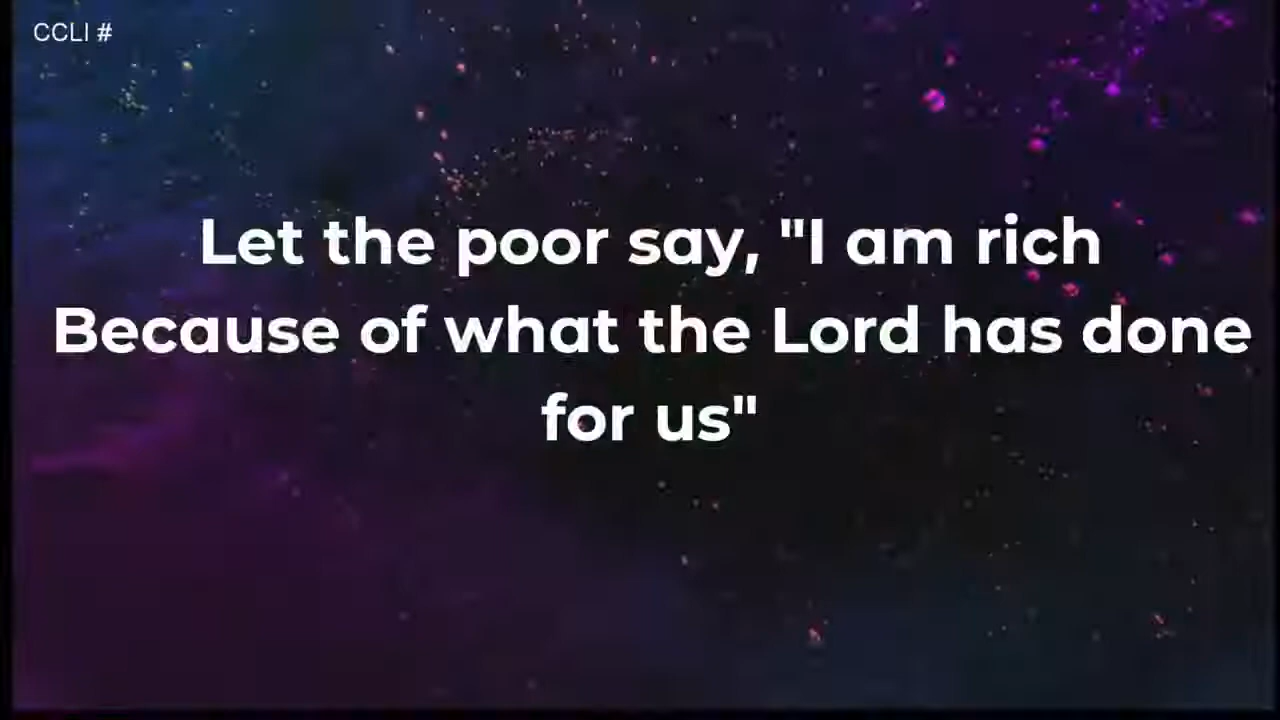 CCLI #
Let the poor say, "I am rich
Because of what the Lord has done
for us"